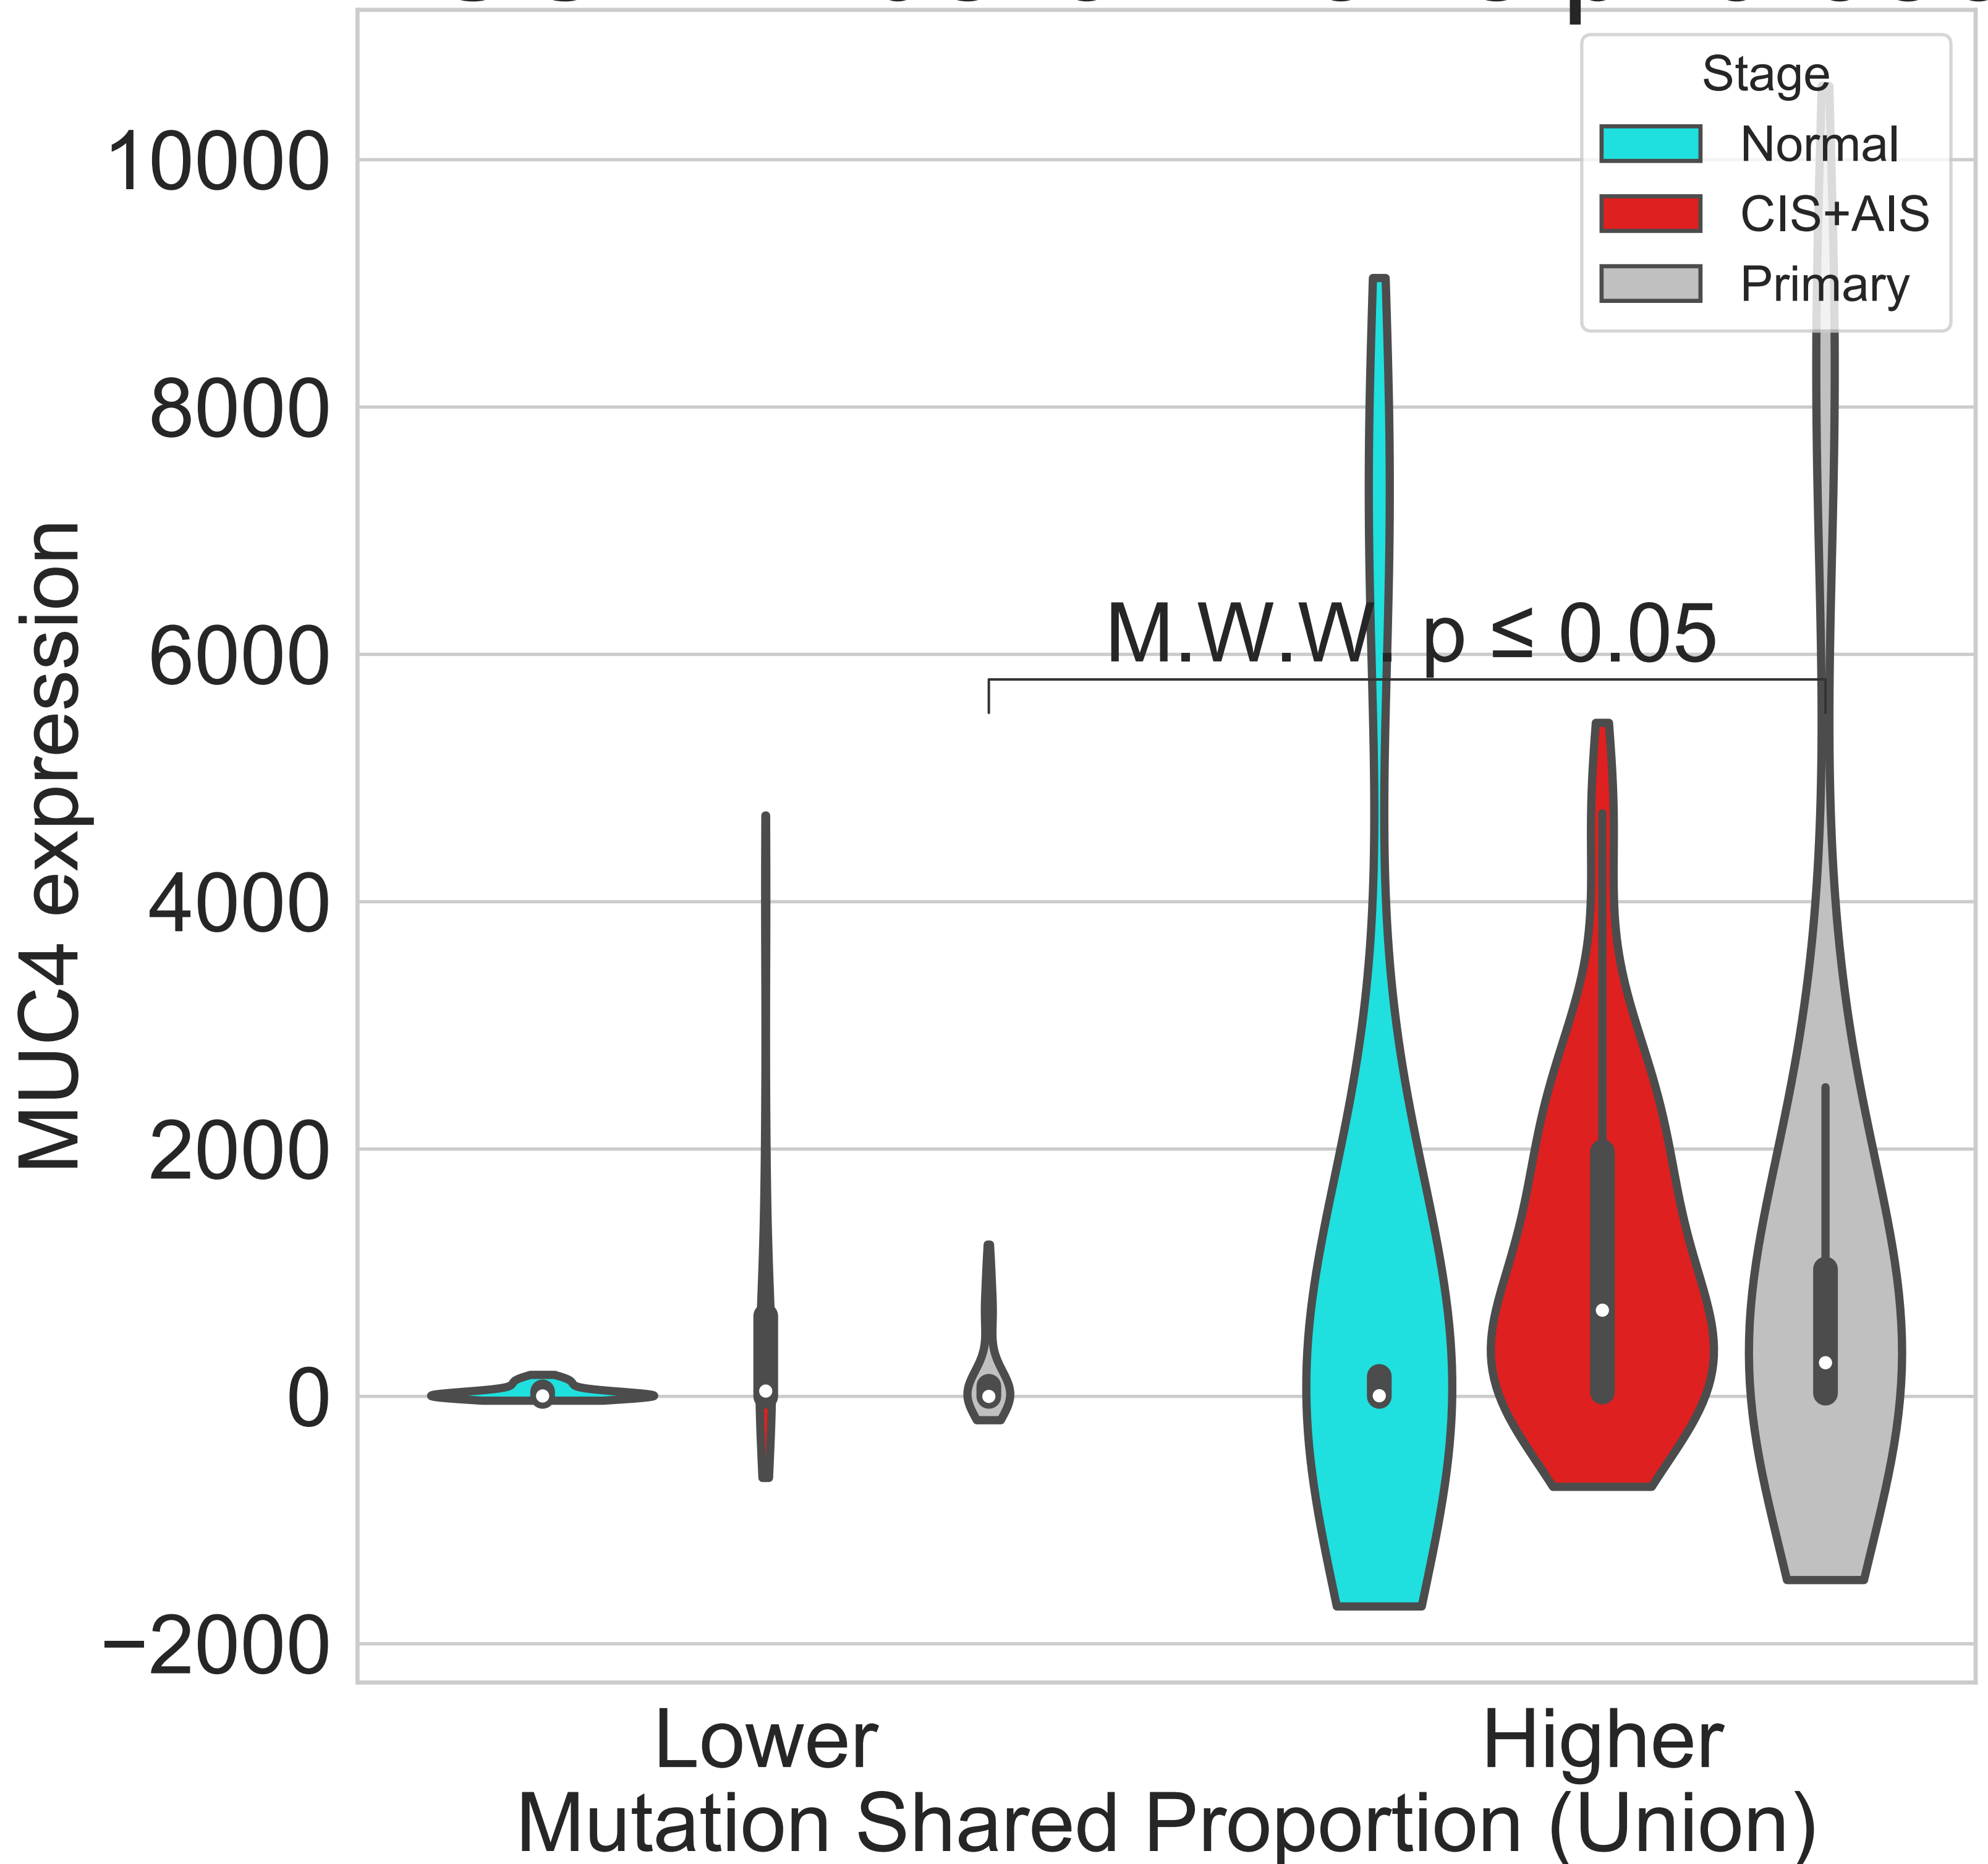 Stage
Normal
CIS+AIS
Primary
10000
8000
6000
4000
2000
0
−2000
MUC4 expression
M.W.W. p ≤ 0.05
Lower
Higher
Mutation Shared Proportion (Union)